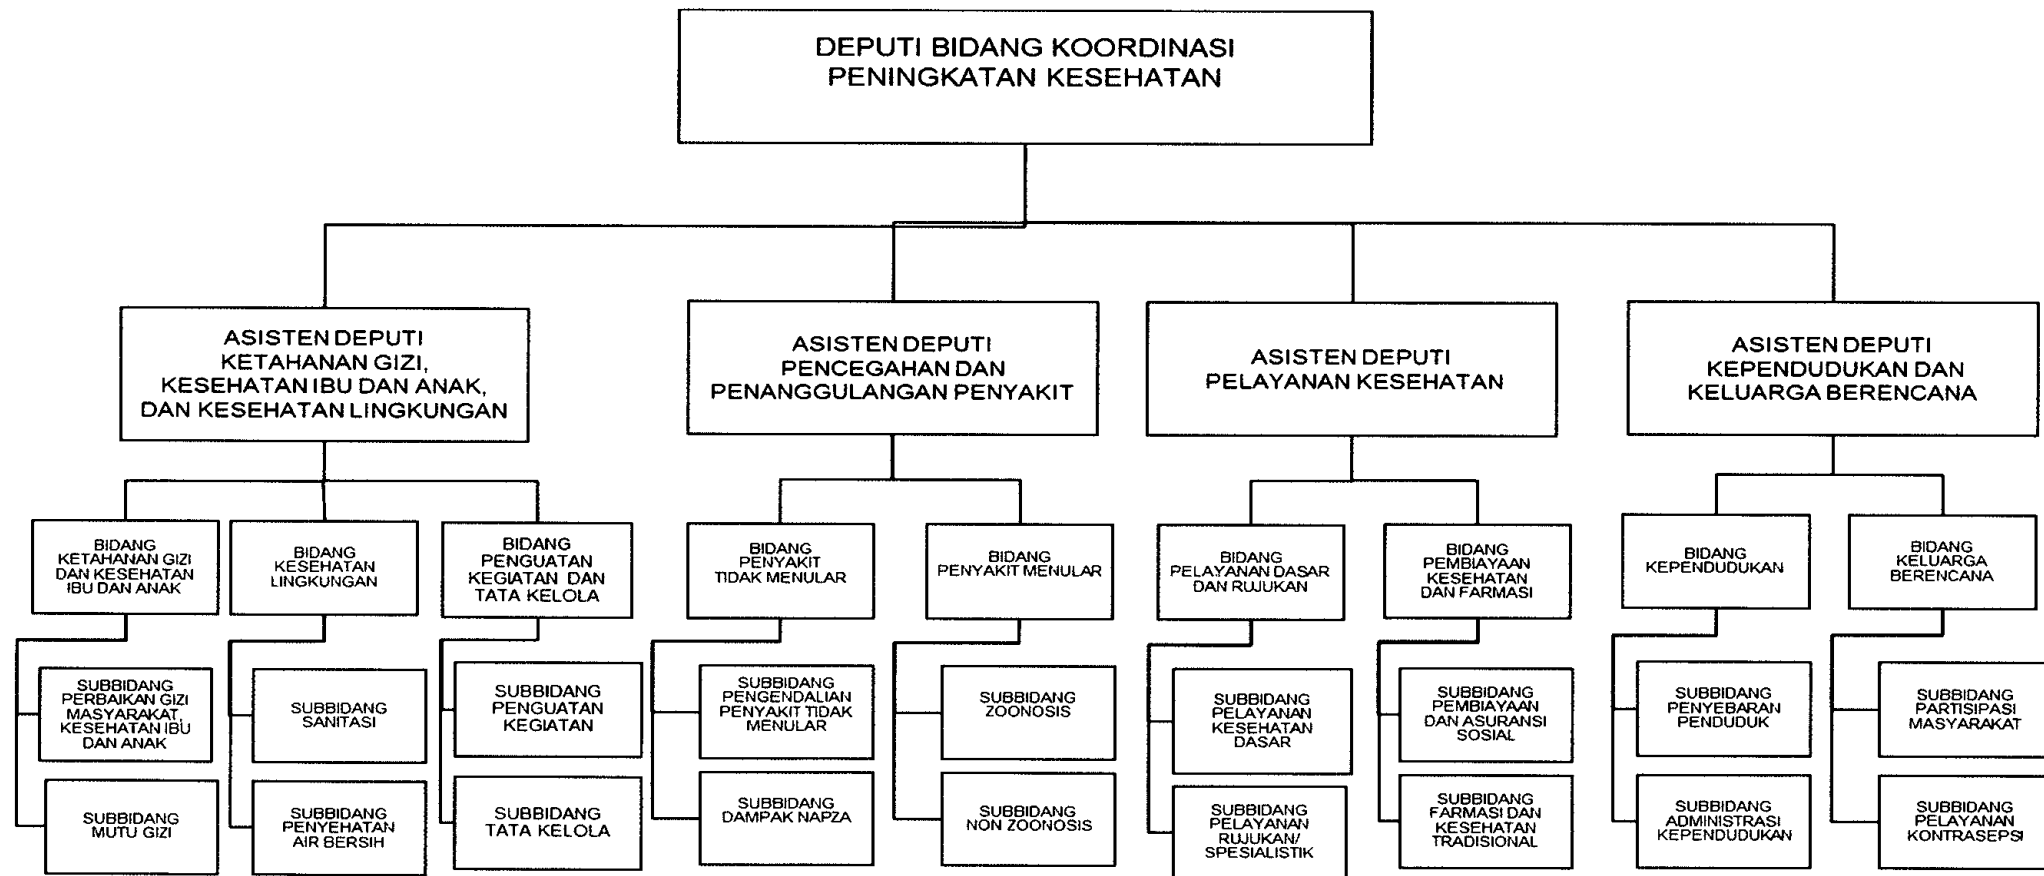 DEPUTI BIDANG KOORDINASI
PENINGKATAN KESEHATAN
ASISTEN DEPUTI
KETAHANAN GIZI,
KESEHATAN IBU DAN ANAK,
DAN KESEHATAN LINGKUNGAN
ASISTEN DEPUTI
PENCEGAHAN DAN
PENANGGULANGAN PENYAKIT
ASISTEN DEPUTI
PELAYANAN KESEHATAN
ASISTEN DEPUTI
KEPENDUDUKAN DAN
KELUARGA BERENCANA
BIDANG
KETAHANAN GIZI
DAN KESEHATAN
IBU DAN ANAK
BIDANG
KESEHATAN
LINGKUNGAN
BIDANG
PENGUATAN
KEGIATAN DAN
TATA KELOLA
BIDANG
PENYAKIT
TIDAK MENULAR
BIDANG
PENYAKIT MENULAR
BIDANG
PELAYANAN DASAR
DAN RUJUKAN
BIDANG
PEMBIAYAAN
KESEHATAN
DAN FARMASI
BIDANG
KEPENDUDUKAN
BIDANG
KELUARGA
BERENCANA
SUBBIDANG
PERBAIKAN GIZI
MASYARAKAT,
KESEHATAN IBU
DAN ANAK
SUBBIDANG
SANITASI
SUBBIDANG
PENGUATAN
KEGIATAN
SUBBIDANG
PENGENDALIAN
PENYAKIT TIDAK
MENULAR
SUBBIDANG
ZOONOSIS
SUBBIDANG
PELAYANAN
KESEHATAN
DASAR
SUBBIDANG
PEMBIAYAAN
DAN ASURANSI
SOSIAL
SUBBIDANG
PENYEBARAN
PENDUDUK
SUBBIDANG
PARTISIPASI
MASYARAKAT
SUBBIDANG
MUTU GIZI
SUBBIDANG
PENYEHATAN
AIR BERSIH
SUBBIDANG
TATA KELOLA
SUBBIDANG
DAMPAK NAPZA
SUBBIDANG
NON ZOONOSIS
SUBBIDANG
PELAYANAN
RUJUKAN/
SPESIALISTIK
SUBBIDANG
FARMASI DAN
KESEHATAN
TRADISIONAL
SUBBIDANG
ADMINISTRASI
KEPENDUDUKAN
SUBBIDANG
PELAYANAN
KONTRASEPSI